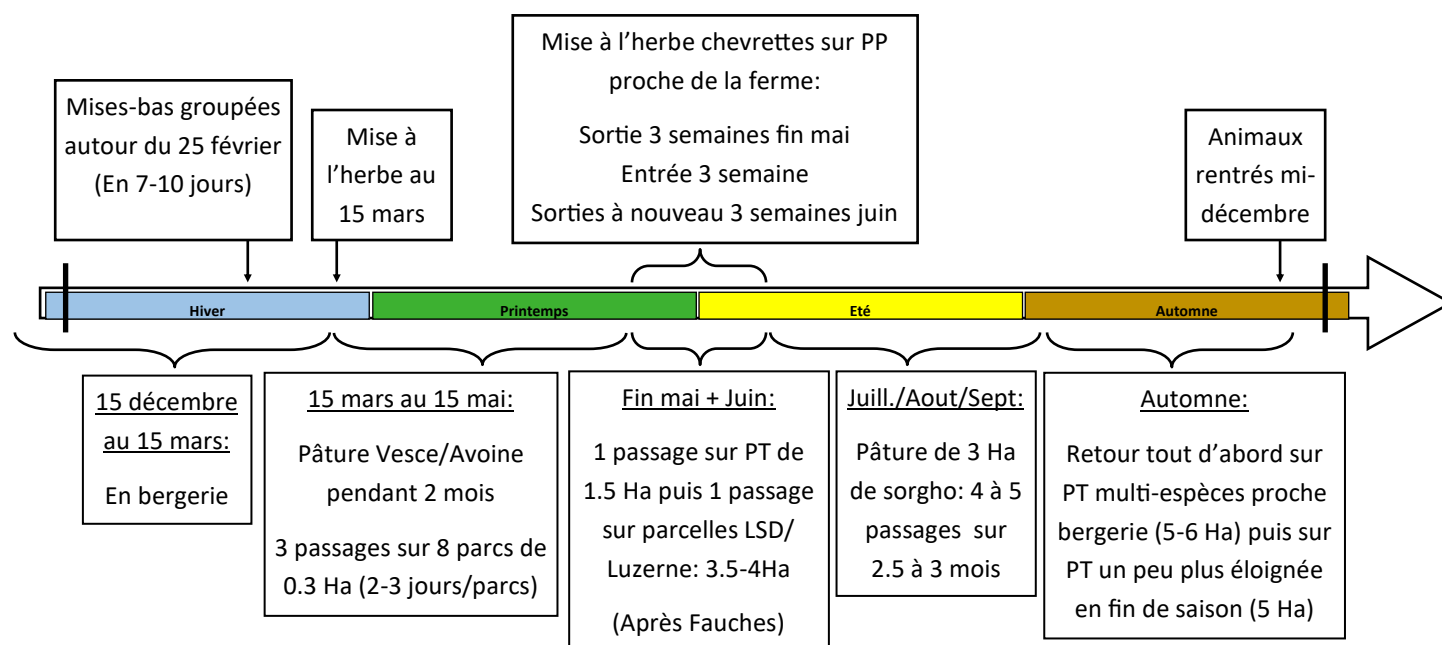 Mises-bas groupées
autour du 25 février
(En 7-10 jours)
Mise à
l’herbe au
15 mars
Mise à l’herbe chevrettes sur PP
proche de la ferme:
Sortie 3 semaines fin mai
Entrée 3 semaine
Sorties à nouveau 3 semaines juin
Animaux
rentrés mi-
décembre
Hiver
Printemps
Eté
Automne
15 décembre
au 15 mars:
En bergerie
15 mars au 15 mai:
Pâture Vesce/Avoine
pendant 2 mois
3 passages sur 8 parcs de
0.3 Ha (2-3 jours/parcs)
Fin mai + Juin:
1 passage sur PT de
1.5 Ha puis 1 passage
sur parcelles LSD/
Luzerne: 3.5-4Ha
(Après Fauches)
Juill./Aout/Sept:
Pâture de 3 Ha
de sorgho: 4 à 5
passages sur
2.5 à 3 mois
Automne:
Retour tout d’abord sur
PT multi-espèces proche
bergerie (5-6 Ha) puis sur
PT un peu plus éloignée
en fin de saison (5 Ha)